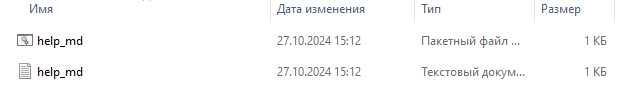 Имя Дата изменения Тип Размер
help_md 27.10.2024 15:12 Пакетный файл ... 1 КБ
help_md 27.10.2024 15:12 Текстовый докум... 1 КБ